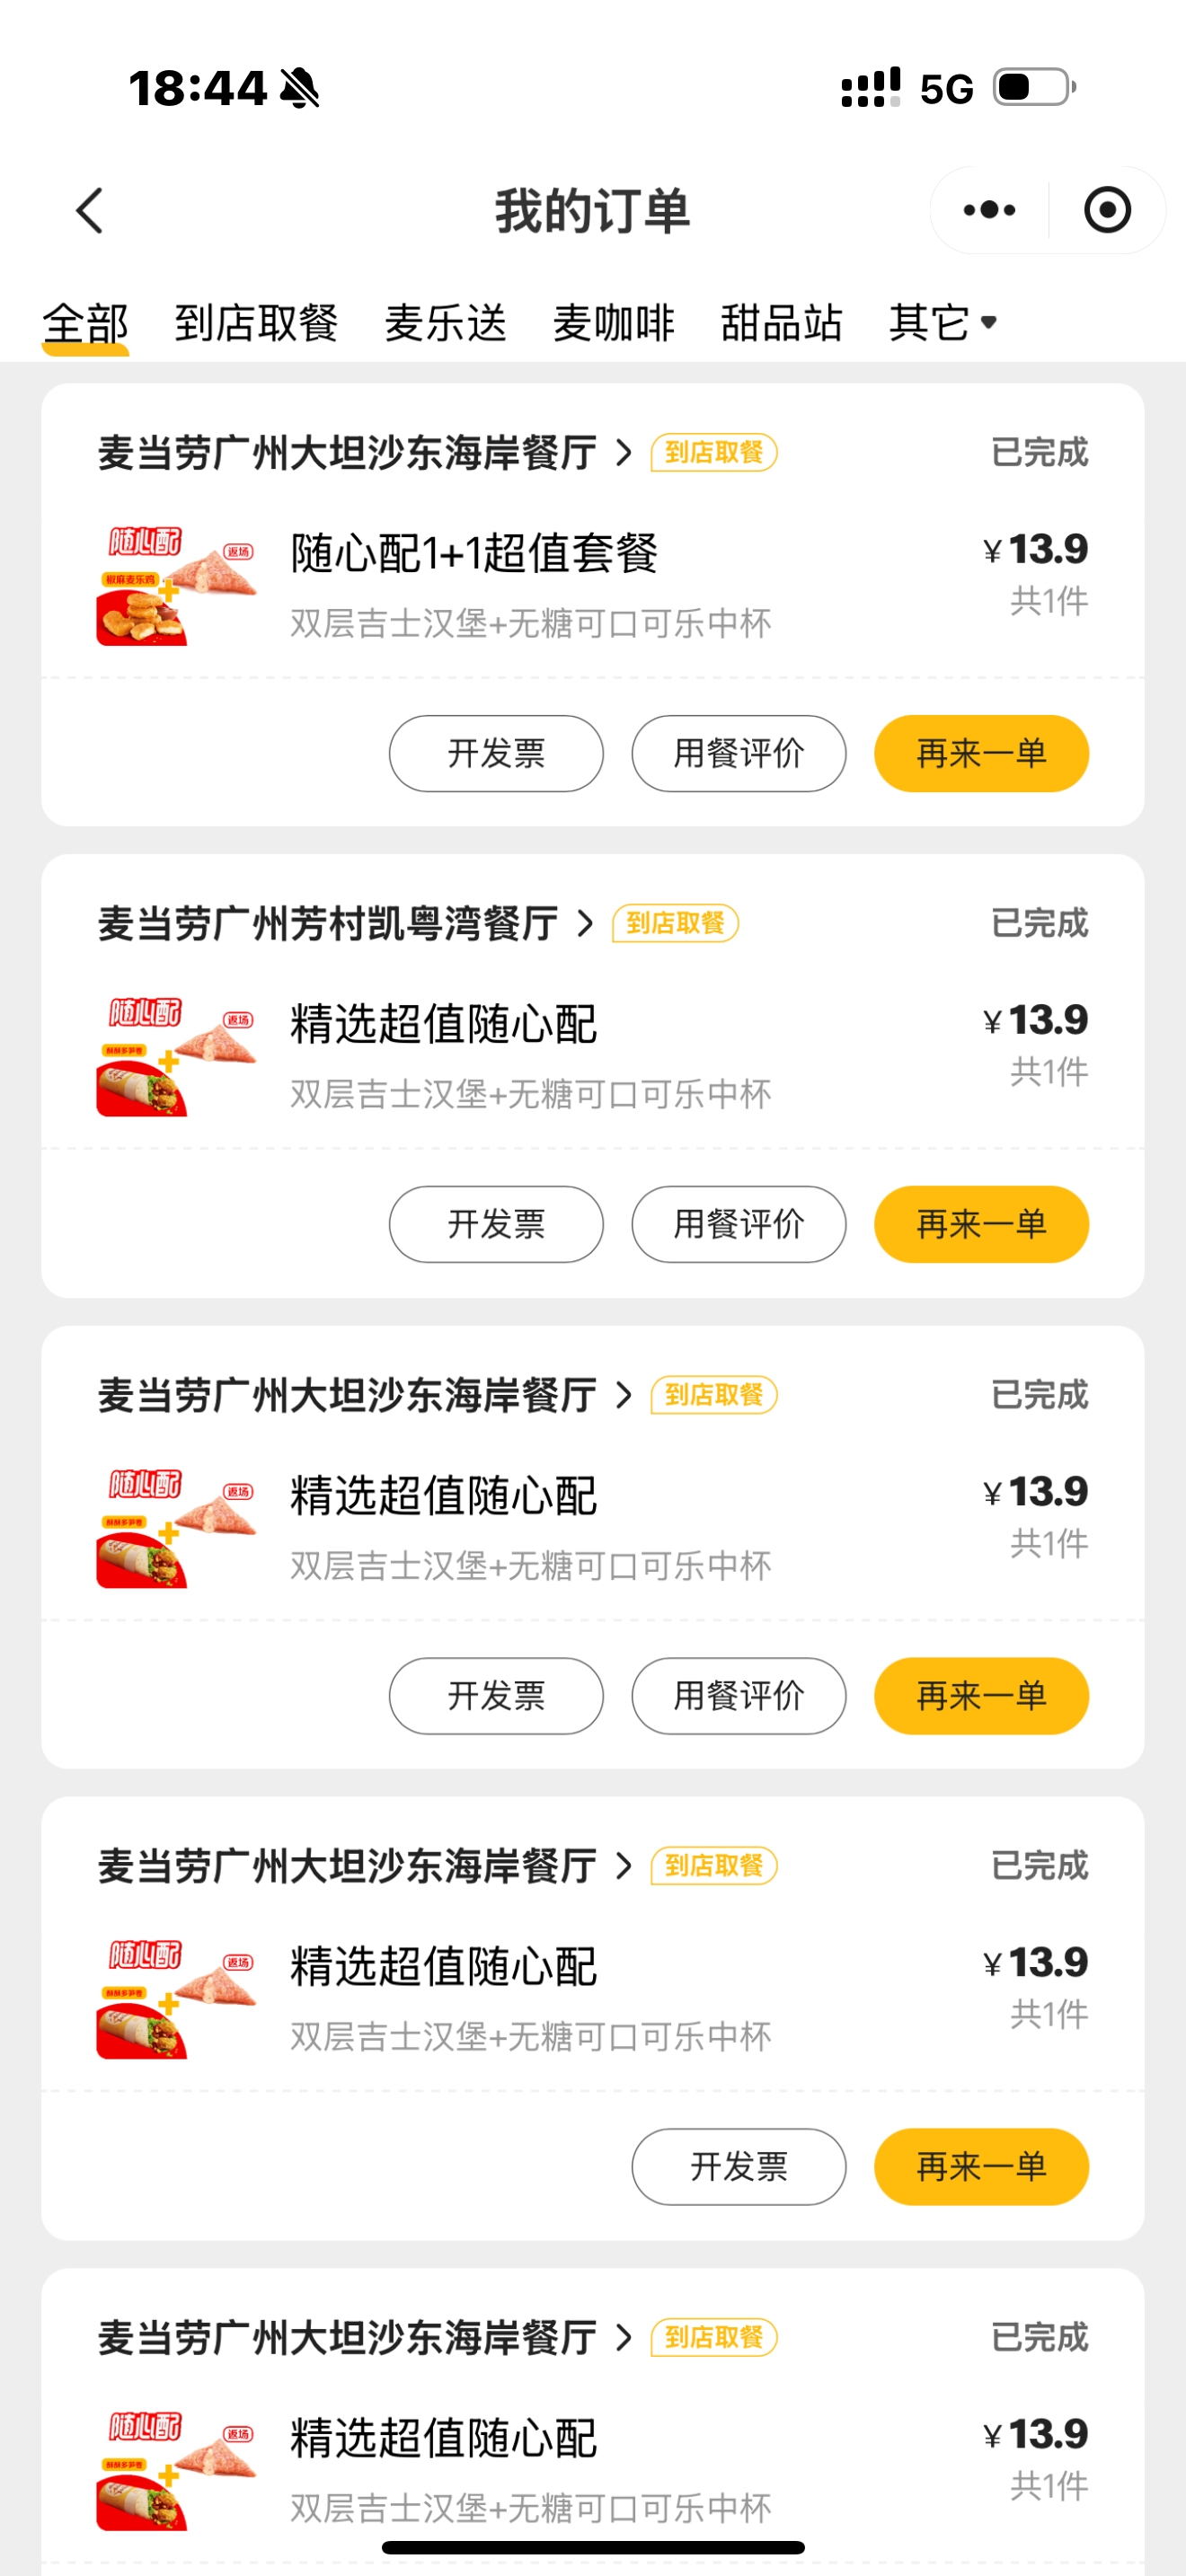 18:44
5G
我的订单
全部 到店取餐 麦乐送 麦咖啡 甜品站 其它
麦当劳广州大坦沙东海岸餐厅 到店取餐 已完成
随心配
返场
椒麻麦乐鸡
随心配1+1超值套餐
¥13.9
双层吉士汉堡+无糖可口可乐中杯
共1件
开发票 用餐评价 再来一单
麦当劳广州芳村凯粤湾餐厅 到店取餐 已完成
随心配
返场
精选超值随心配
¥13.9
双层吉士汉堡+无糖可口可乐中杯
共1件
开发票 用餐评价 再来一单
麦当劳广州大坦沙东海岸餐厅 到店取餐 已完成
随心配
返场
精选超值随心配
¥13.9
双层吉士汉堡+无糖可口可乐中杯
共1件
开发票 用餐评价 再来一单
麦当劳广州大坦沙东海岸餐厅 到店取餐 已完成
随心配
返场
精选超值随心配
¥13.9
双层吉士汉堡+无糖可口可乐中杯
共1件
开发票 再来一单
麦当劳广州大坦沙东海岸餐厅 到店取餐 已完成
随心配
返场
精选超值随心配
¥13.9
双层吉士汉堡+无糖可口可乐中杯
共1件